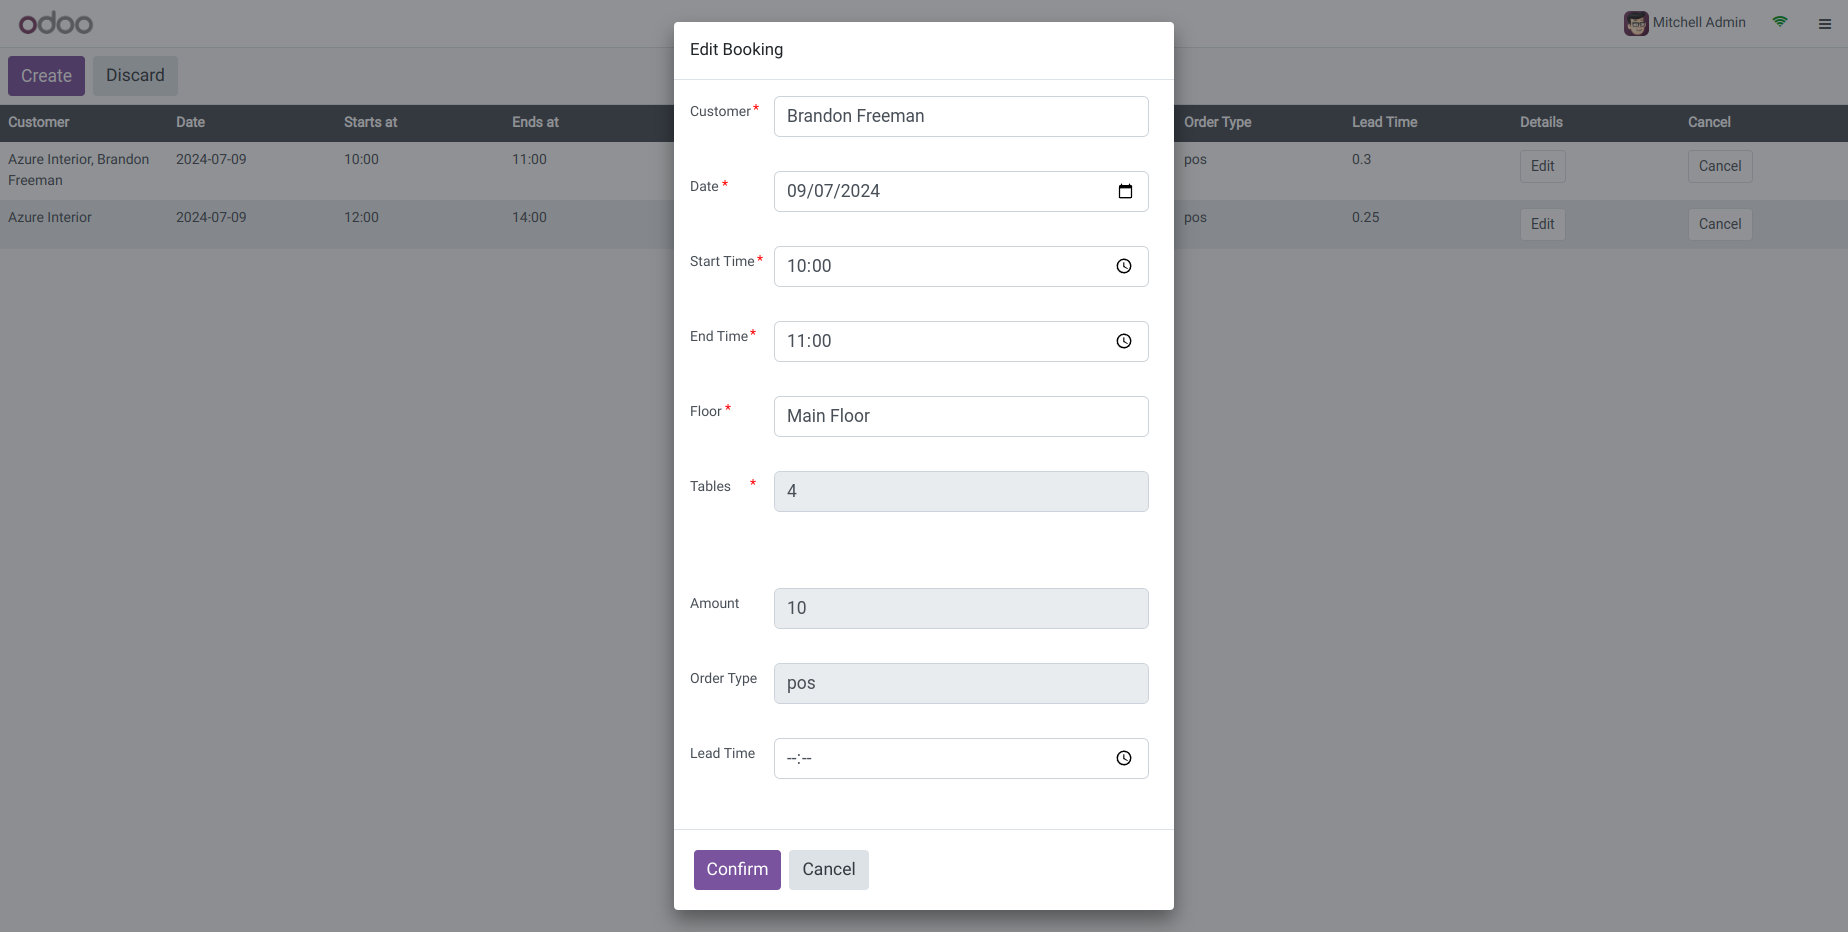 odoo
Mitchell Admin
Create Discard
Customer Date Starts at Ends at Order Type Lead Time Details Cancel
Azure Interior, Brandon Freeman 2024-07-09 10:00 11:00 pos 0.3 Edit Cancel
Azure Interior 2024-07-09 12:00 14:00 pos 0.25 Edit Cancel
Edit Booking
Customer* Brandon Freeman
Date* 09/07/2024
Start Time* 10:00
End Time* 11:00
Floor* Main Floor
Tables * 4
Amount 10
Order Type pos
Lead Time --:--
Confirm Cancel